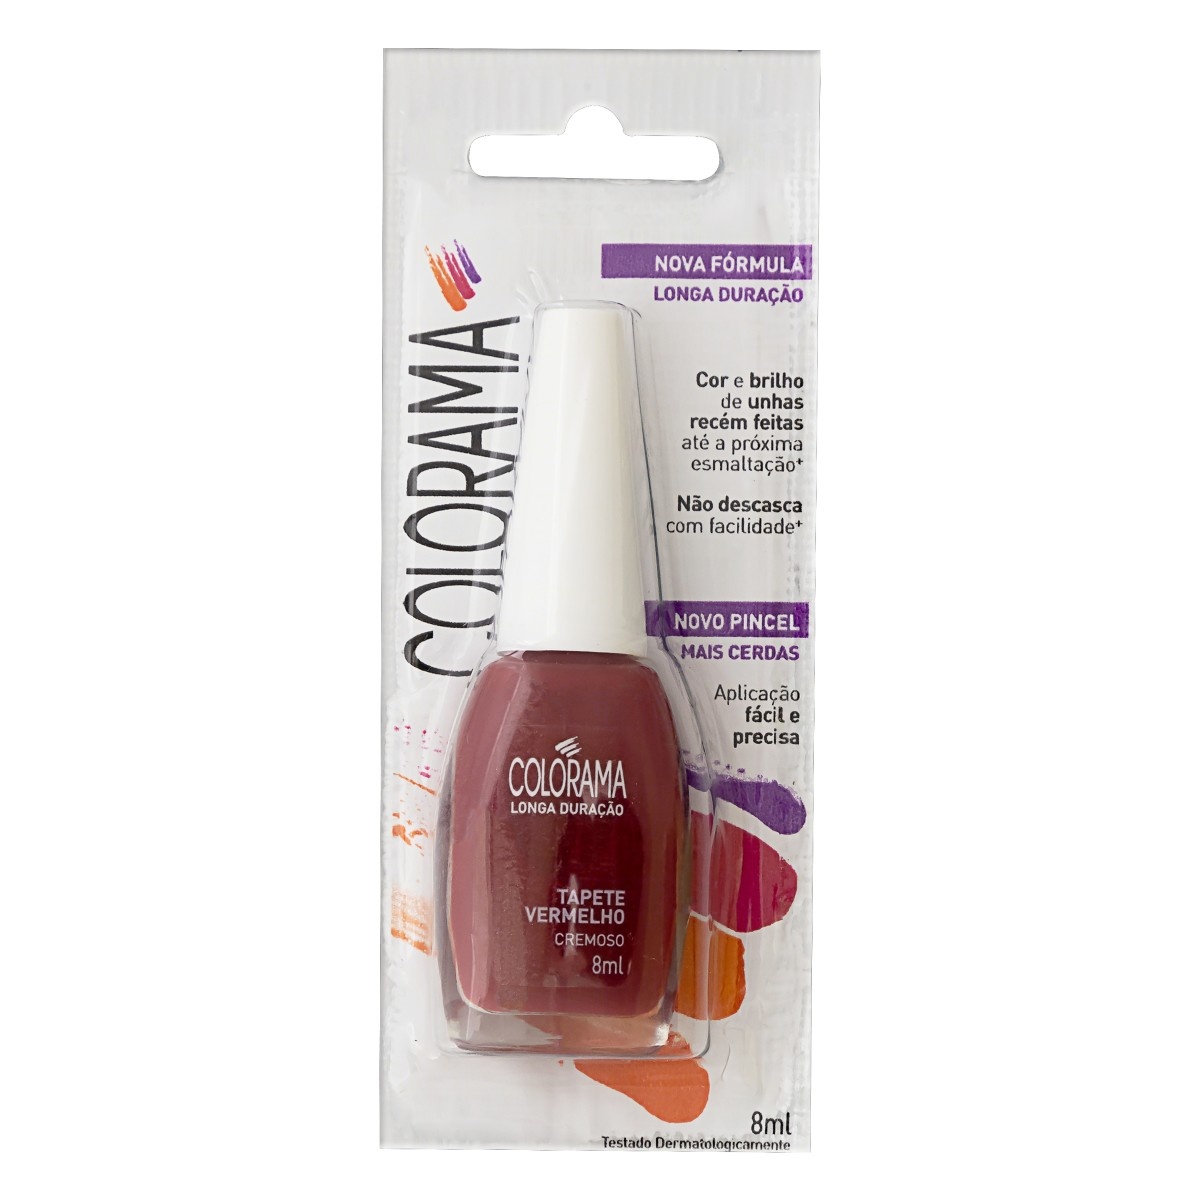 COLORAMA
NOVA FÓRMULA
LONGA DURAÇÃO
Cor e brilho
de unhas
recém feitas
até a próxima
esmaltação+
Não descasca
com facilidade+
NOVO PINCEL
MAIS CERDAS
Aplicação
fácil e
precisa
COLORAMA
LONGA DURAÇÃO
TAPETE
VERMELHO
CREMOSO
8ml
8ml
Testado Dermatologicamente